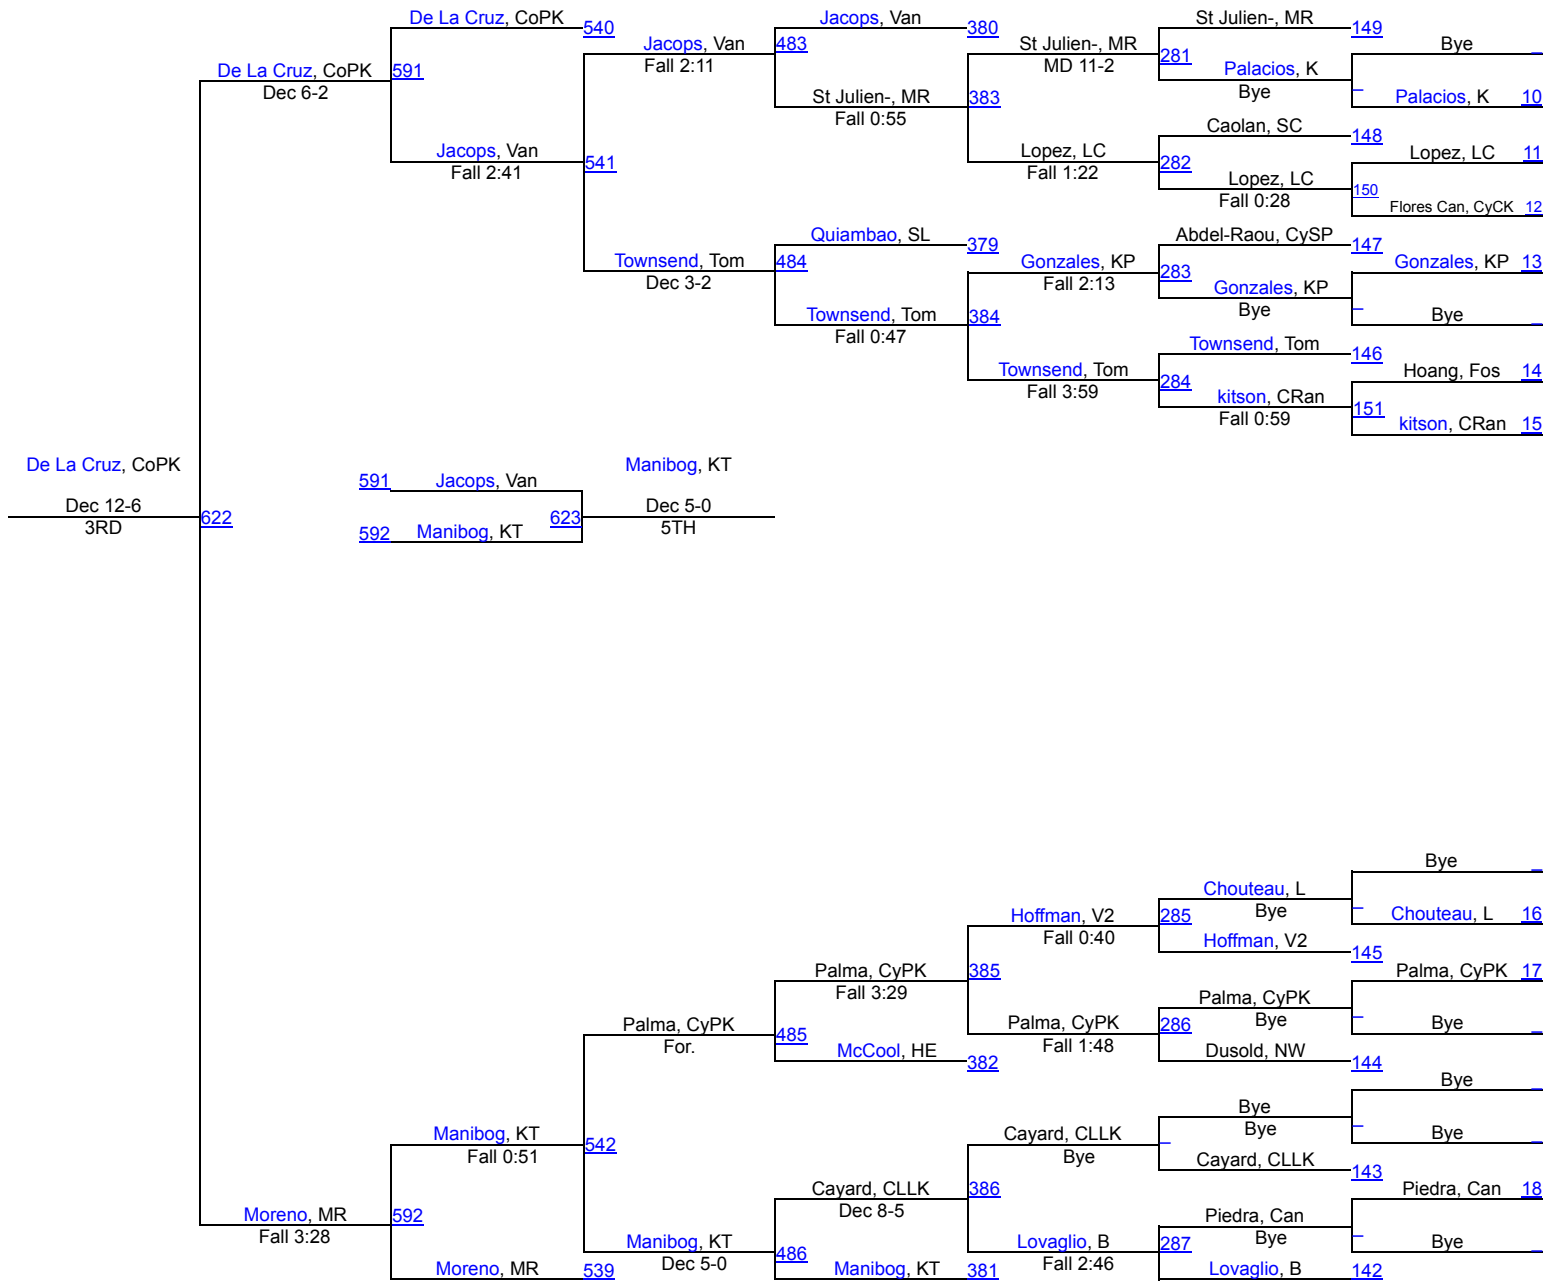 De La Cruz, CoPK
540
Jacops, Van
380
St Julien-, MR
149
Jacops, Van
483
St Julien-, MR
Bye
Fall 2:11
MD 11-2
281
De La Cruz, CoPK
591
Palacios, K
Dec 6-2
Bye
St Julien-, MR
383
Palacios, K 10
Fall 0:55
Caolan, SC
148
Jacops, Van
541
Lopez, LC
282
Lopez, LC 11
Fall 2:41
Fall 1:22
Lopez, LC
150
Fall 0:28
Flores Can, CyCK 12
Quiambao, SL
379
Abdel-Raou, CySP
147
Townsend, Tom
484
Gonzales, KP
283
Gonzales, KP 13
Dec 3-2
Fall 2:13
Gonzales, KP
Bye
Townsend, Tom
384
Bye
Fall 0:47
Townsend, Tom
146
Townsend, Tom
284
Hoang, Fos 14
Fall 3:59
kitson, CRan
151
Fall 0:59
kitson, CRan 15
De La Cruz, CoPK
Manibog, KT
591
Jacops, Van
Dec 12-6
Dec 5-0
3RD
622
592
Manibog, KT
623
5TH
Bye
Chouteau, L
Hoffman, V2
285
Bye
Chouteau, L 16
Fall 0:40
Hoffman, V2
145
Palma, CyPK
385
Palma, CyPK 17
Fall 3:29
Palma, CyPK
Palma, CyPK
485
Palma, CyPK
286
Bye
Bye
For.
McCool, HE
382
Fall 1:48
Dusold, NW
144
Bye
Bye
Manibog, KT
542
Cayard, CLLK
Bye
Bye
Fall 0:51
Bye
Cayard, CLLK
143
Cayard, CLLK
386
Piedra, Can 18
Dec 8-5
Moreno, MR
592
Piedra, Can
Fall 3:28
Manibog, KT
486
Lovaglio, B
287
Bye
Bye
Dec 5-0
Fall 2:46
Moreno, MR
539
Manibog, KT
381
Lovaglio, B
142